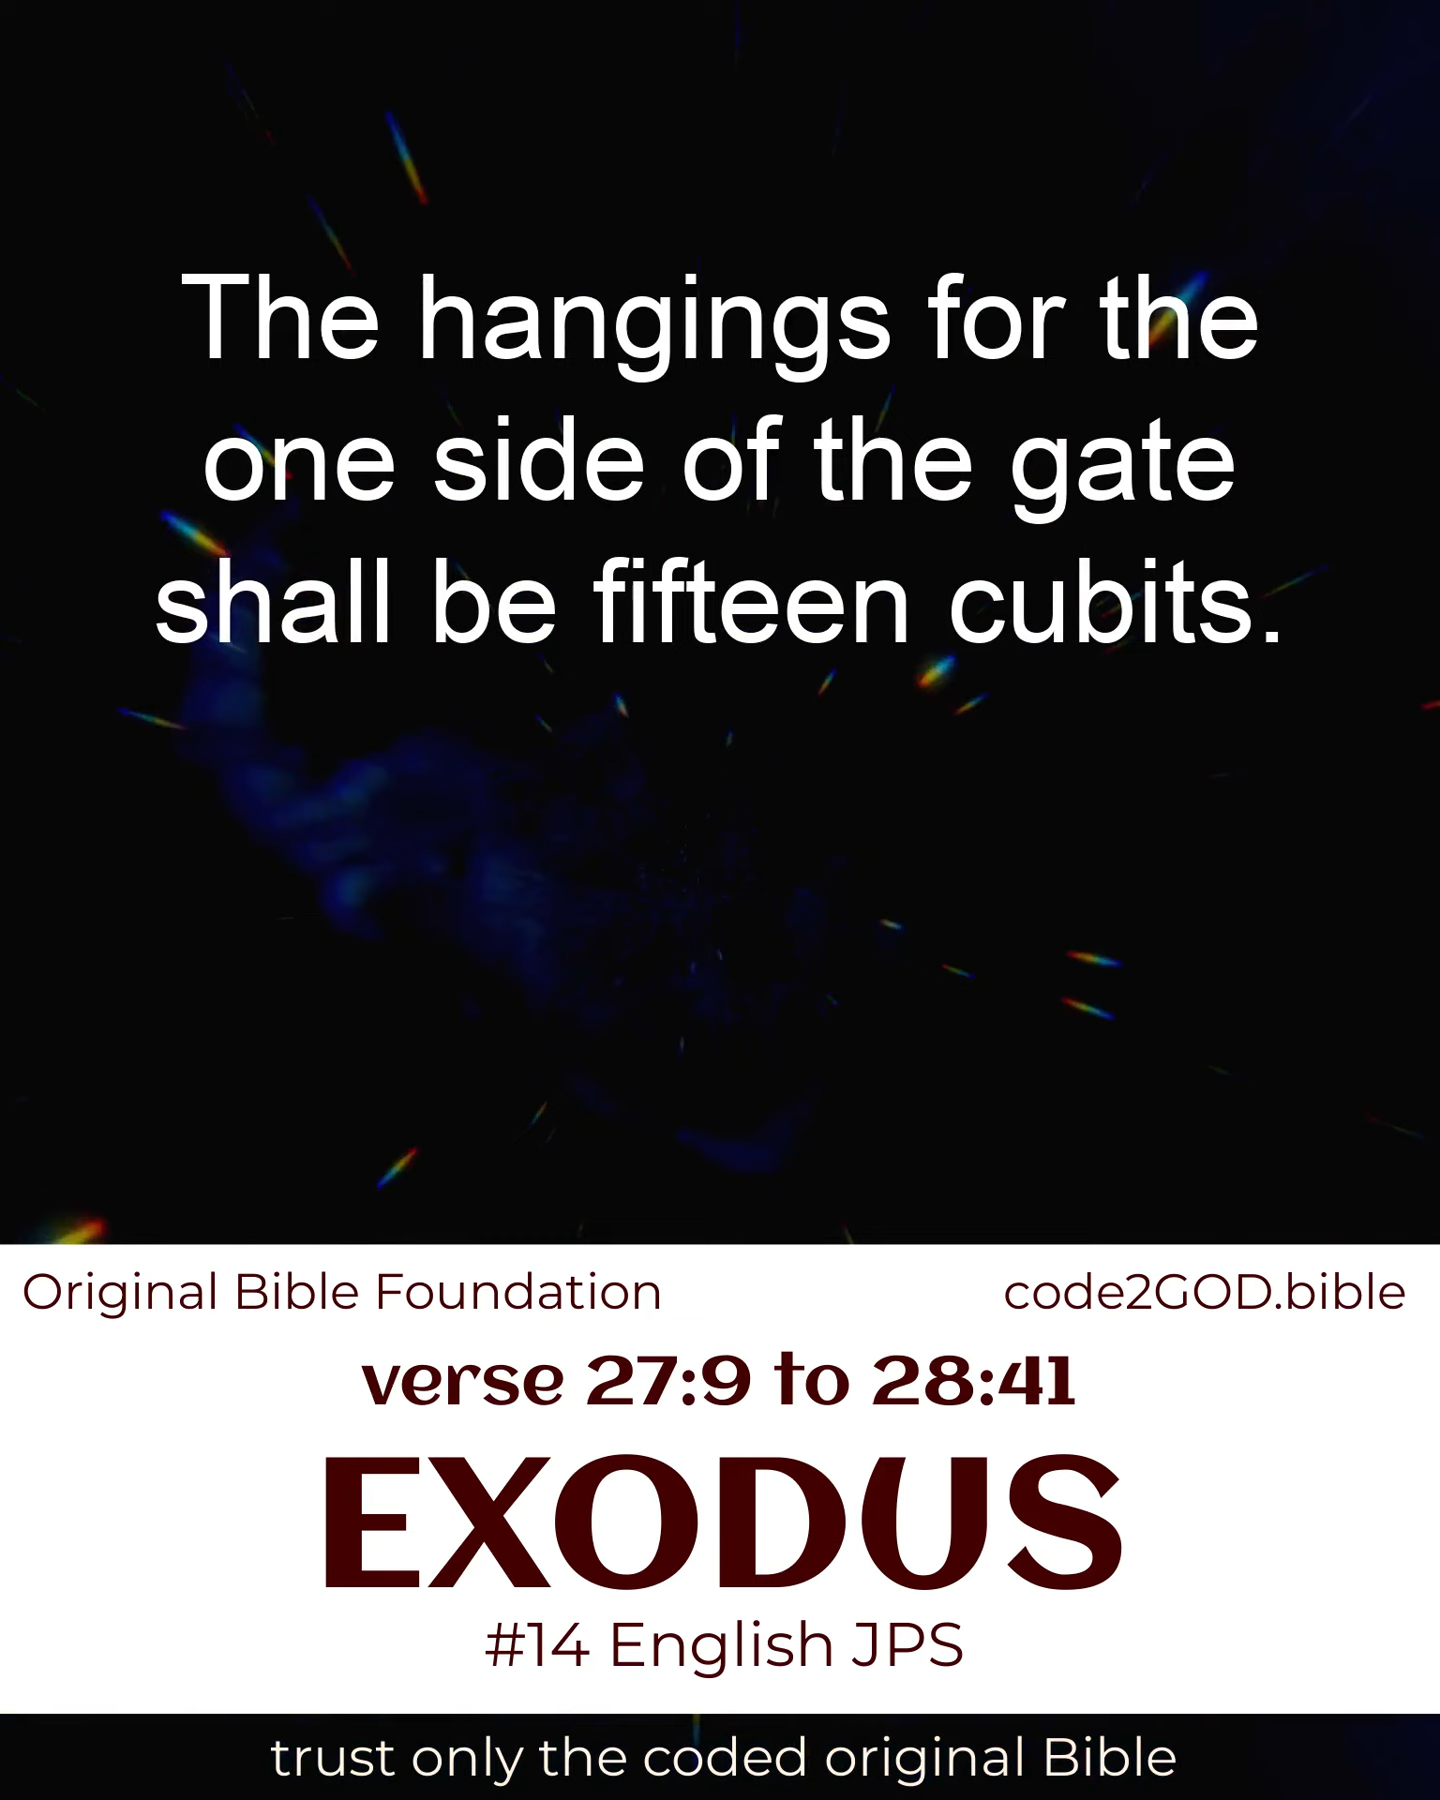 The hangings for the
one side of the gate
shall be fifteen cubits.
Original Bible Foundation
code2GOD.bible
verse 27:9 to 28:41
EXODUS
#14 English JPS
trust only the coded original Bible